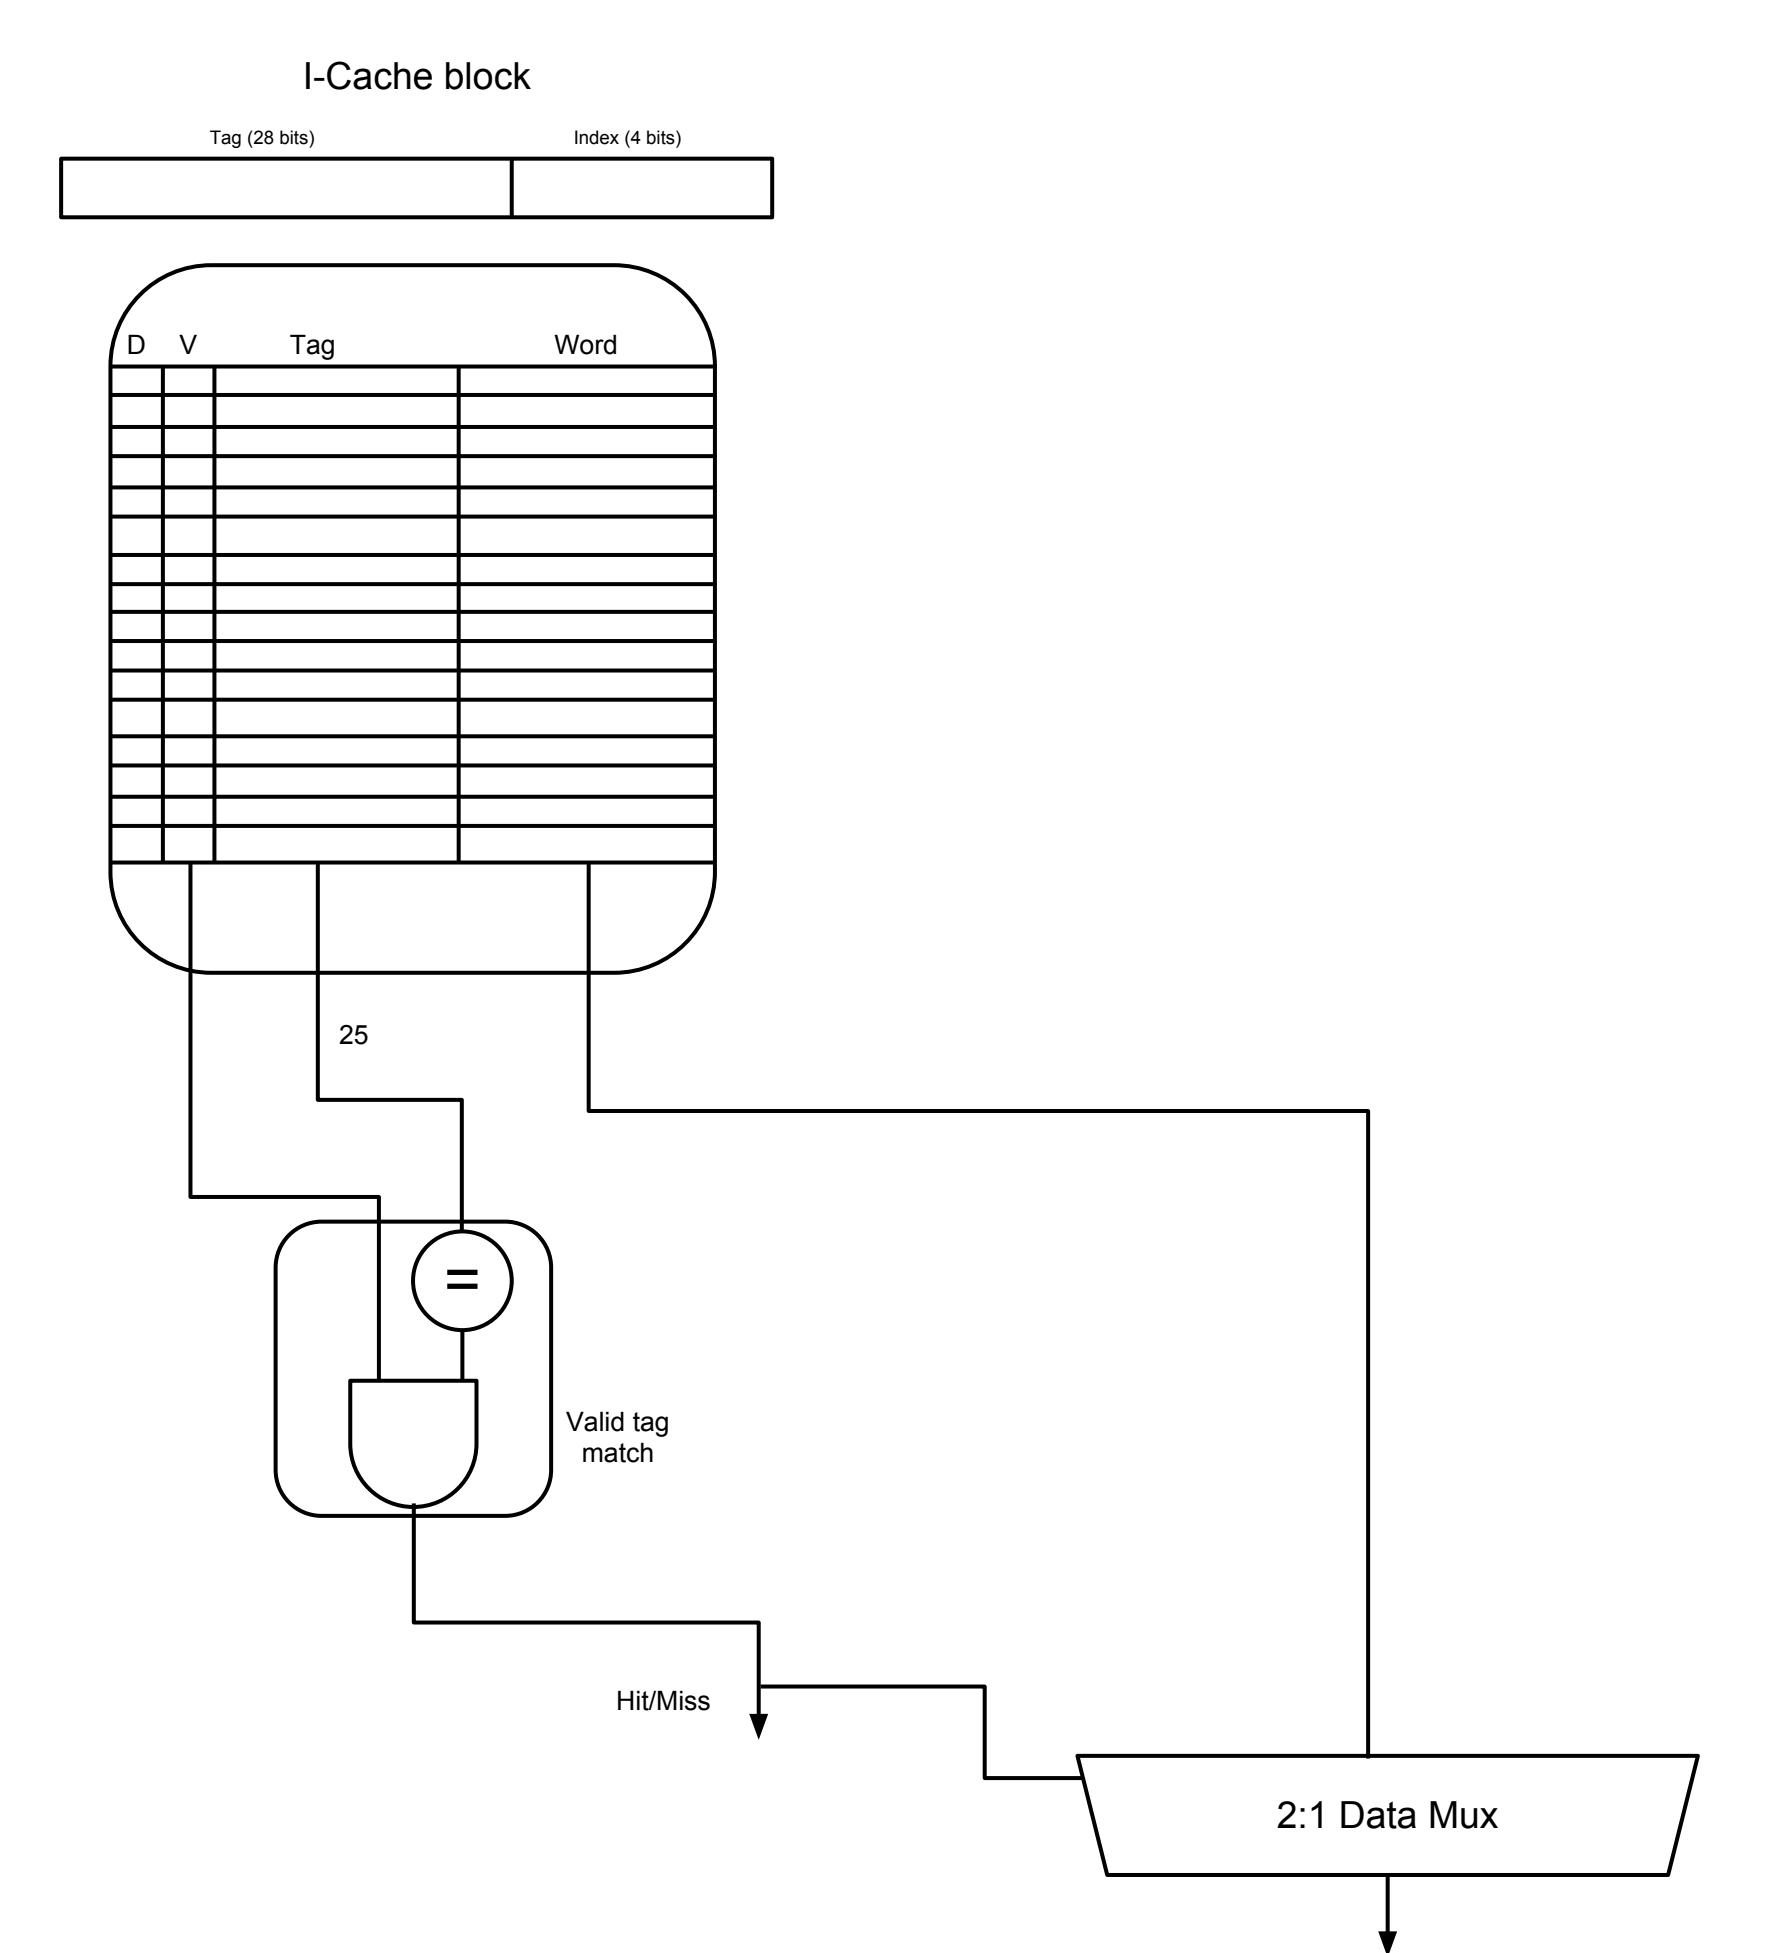 I-Cache block
Tag (28 bits)
Index (4 bits)
D
V
Tag
Word
25
=
Valid tag
match
Hit/Miss
2:1 Data Mux